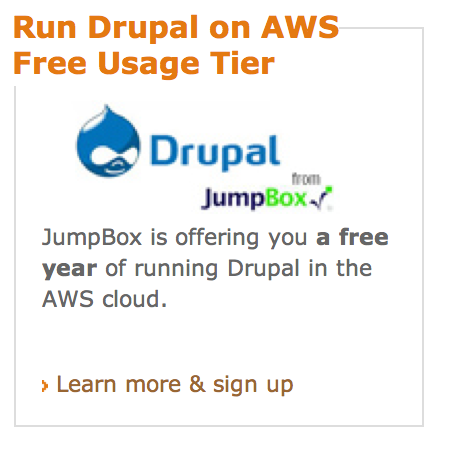 Run Drupal on AWS
Free Usage Tier
Drupal
from
JumpBox
JumpBox is offering you a free
year of running Drupal in the
AWS cloud.
Learn more & sign up